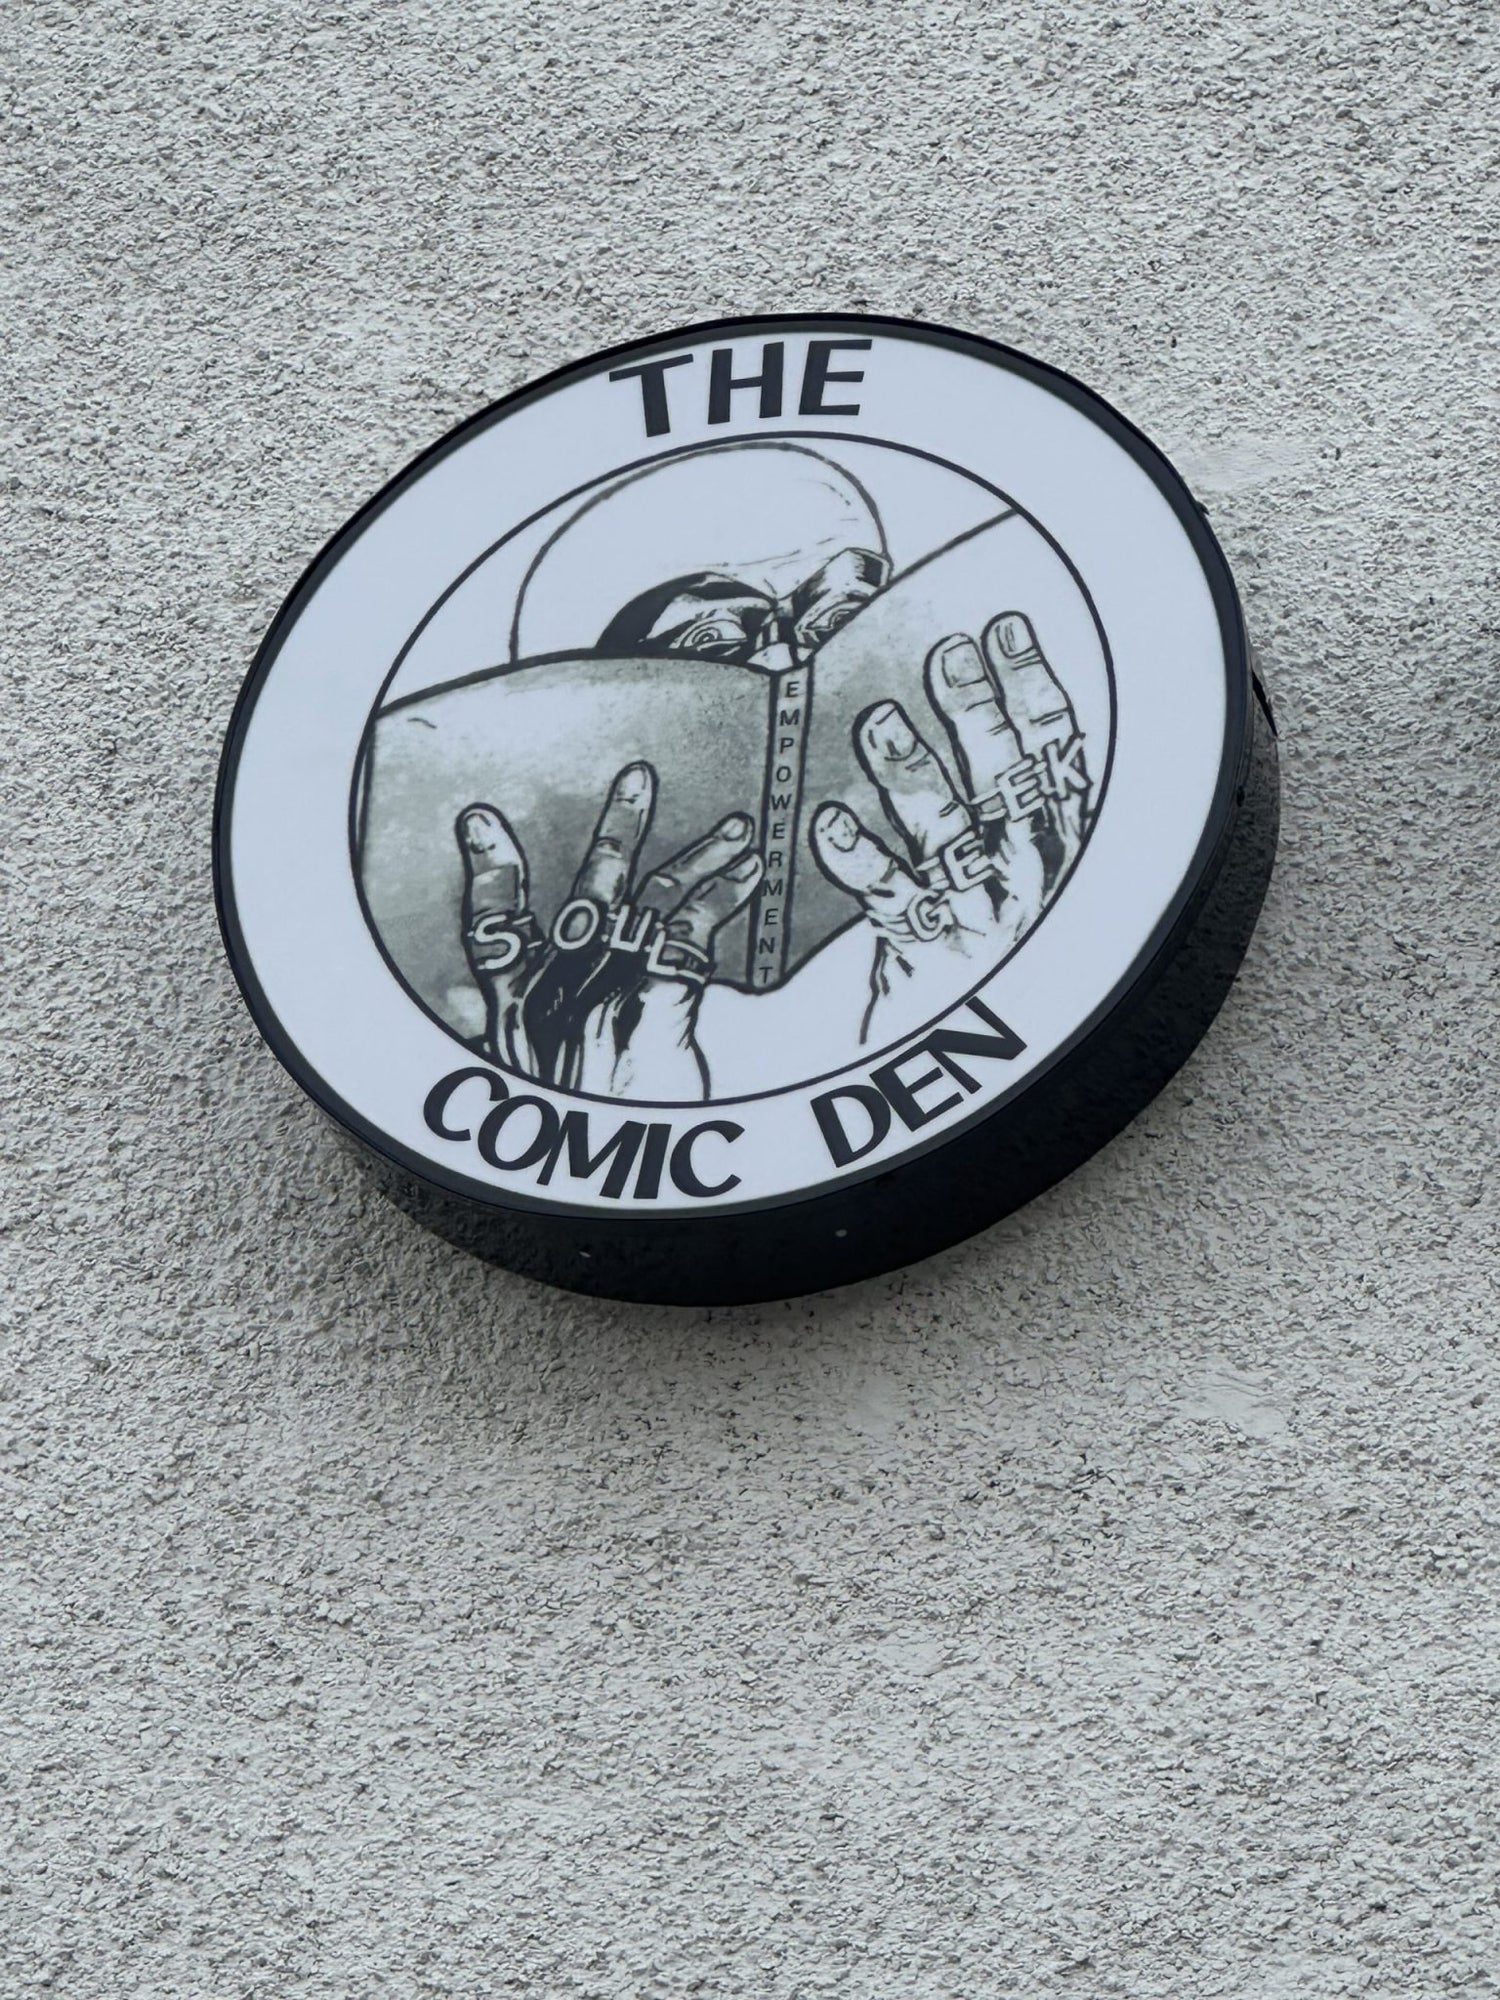 THE
EMPOWERMENT
SOUL
GEEK
COMIC DEN